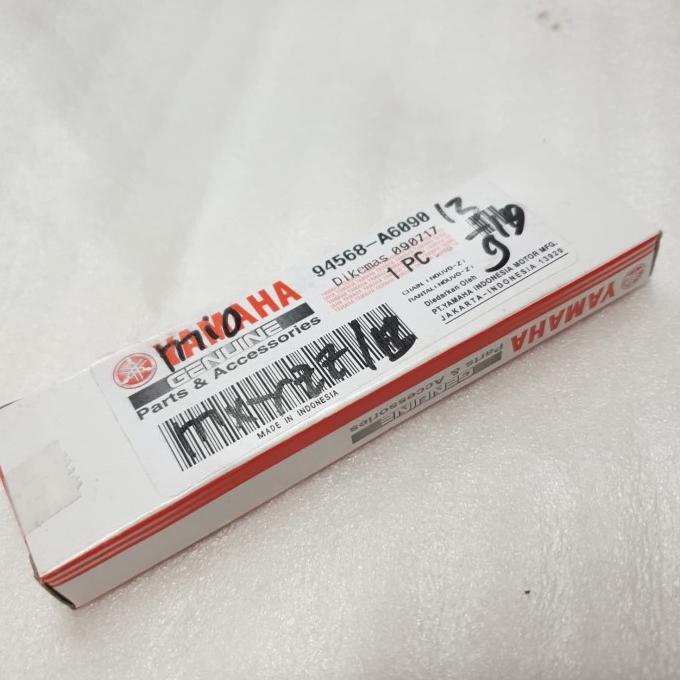 YAMAHA
GENUINE
Parts & Accessories
mio
94568-A6090
Dikemas 090717
1 PC
CHAIN (NOUVO-Z)
RANTAI (NOUVO-Z)
Diedarkan Oleh
PT.YAMAHA INDONESIA MOTOR MFG.
JAKARTA-INDONESIA 13920
MADE IN INDONESIA
YAMAHA
GENUINE
Parts & Accessories